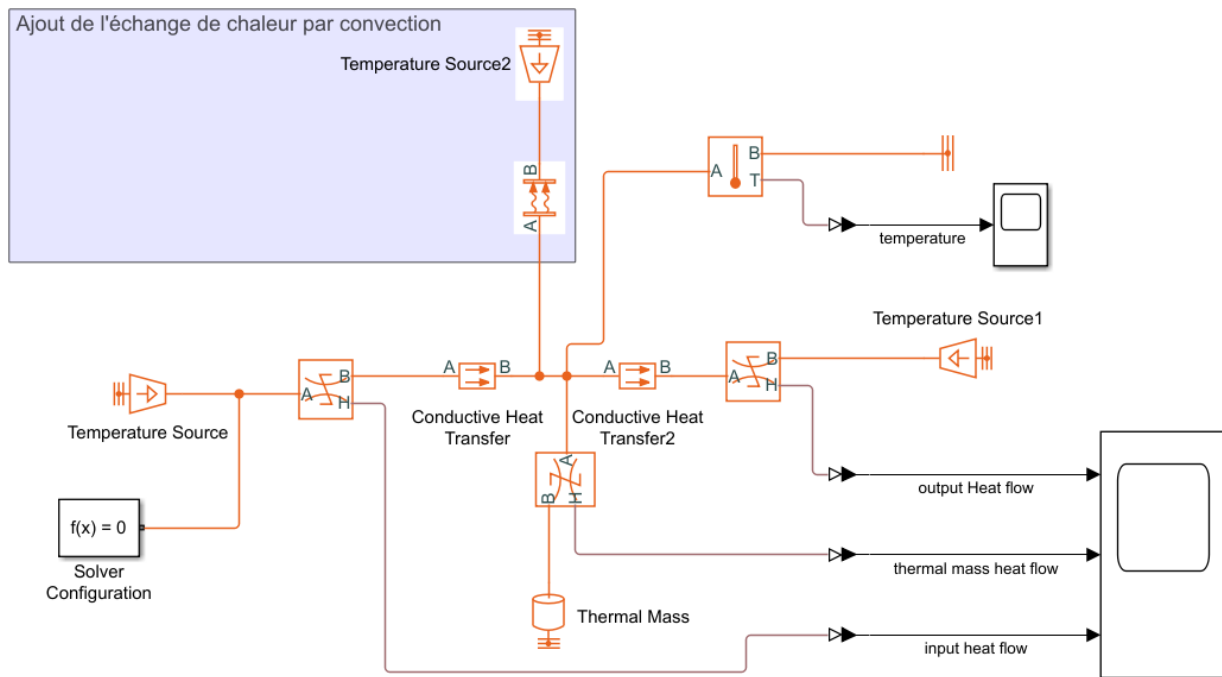 Ajout de l'échange de chaleur par convection
Temperature Source2
B
A
A
B
T
temperature
Temperature Source1
Temperature Source
A
B
H
A
B
Conductive Heat
Transfer
A
B
Conductive Heat
Transfer2
A
B
H
A
B
H
f(x) = 0
Solver
Configuration
Thermal Mass
output Heat flow
thermal mass heat flow
input heat flow